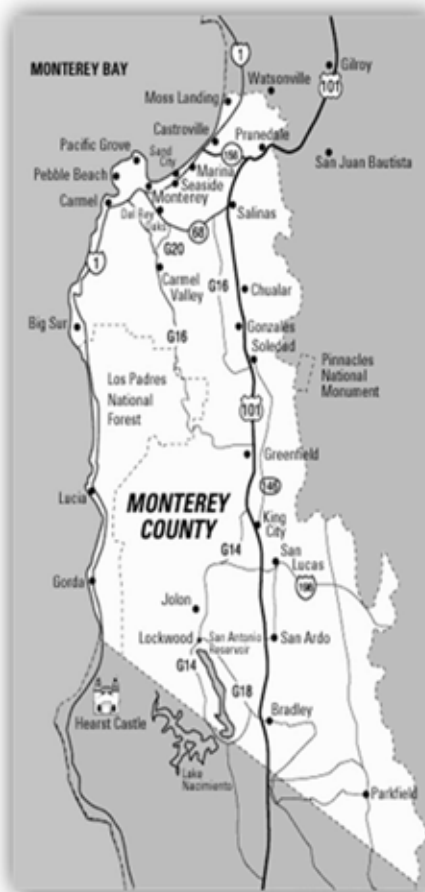 1
Gilroy
MONTEREY BAY
Watsonville
101
Moss Landing
Castroville
Prunedale
Pacific Grove
Sand
City
156
San Juan Bautista
Marina
Pebble Beach
Seaside
Monterey
Carmel
Del Rey
Oaks
Salinas
68
G20
1
Carmel
Valley
G16
Chualar
Big Sur
Gonzales
G16
Soledad
Pinnacles
National
Monument
Los Padres
National
Forest
101
Greenfield
146
Lucia
MONTEREY
COUNTY
King
City
G14
San
Lucas
198
Gorda
Jolon
Lockwood
San Antonio
Reservoir
San Ardo
G14
G18
Hearst Castle
Bradley
Lake
Nacimiento
Parkfield